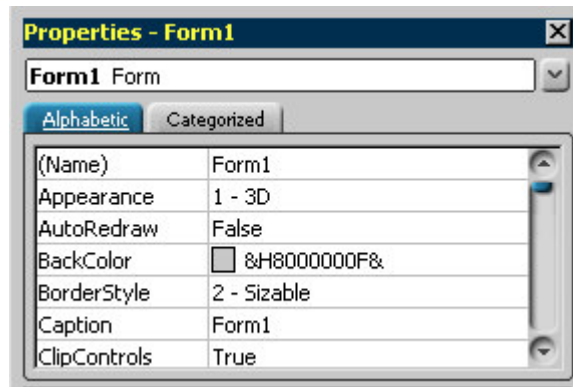 Properties - Form1
Form1 Form
Alphabetic Categorized
(Name) Form1
Appearance 1 - 3D
AutoRedraw False
BackColor &H8000000F&
BorderStyle 2 - Sizable
Caption Form1
ClipControls True